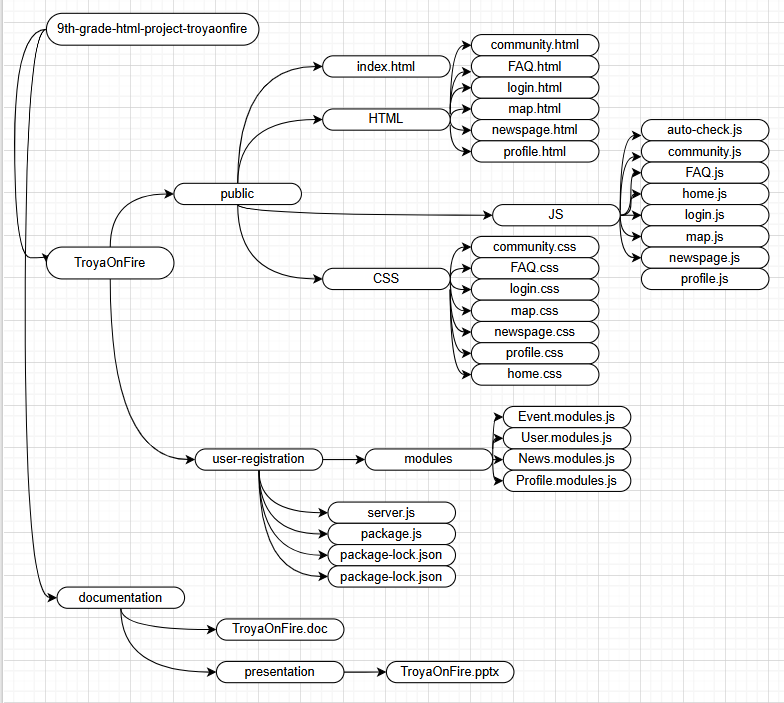 9th-grade-html-project-troyaonfire
TroyaOnFire
public
index.html
HTML
community.html
FAQ.html
login.html
map.html
newspage.html
profile.html
JS
auto-check.js
community.js
FAQ.js
home.js
login.js
map.js
newspage.js
profile.js
CSS
community.css
FAQ.css
login.css
map.css
newspage.css
profile.css
home.css
user-registration
modules
Event.modules.js
User.modules.js
News.modules.js
Profile.modules.js
server.js
package.js
package-lock.json
package-lock.json
documentation
TroyaOnFire.doc
presentation
TroyaOnFire.pptx